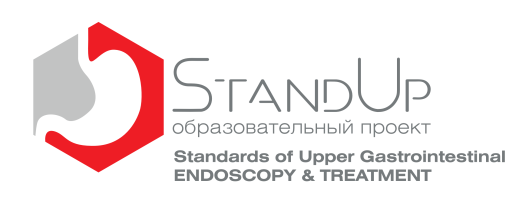 StandUp
образовательный проект
Standards of Upper Gastrointestinal
ENDOSCOPY & TREATMENT